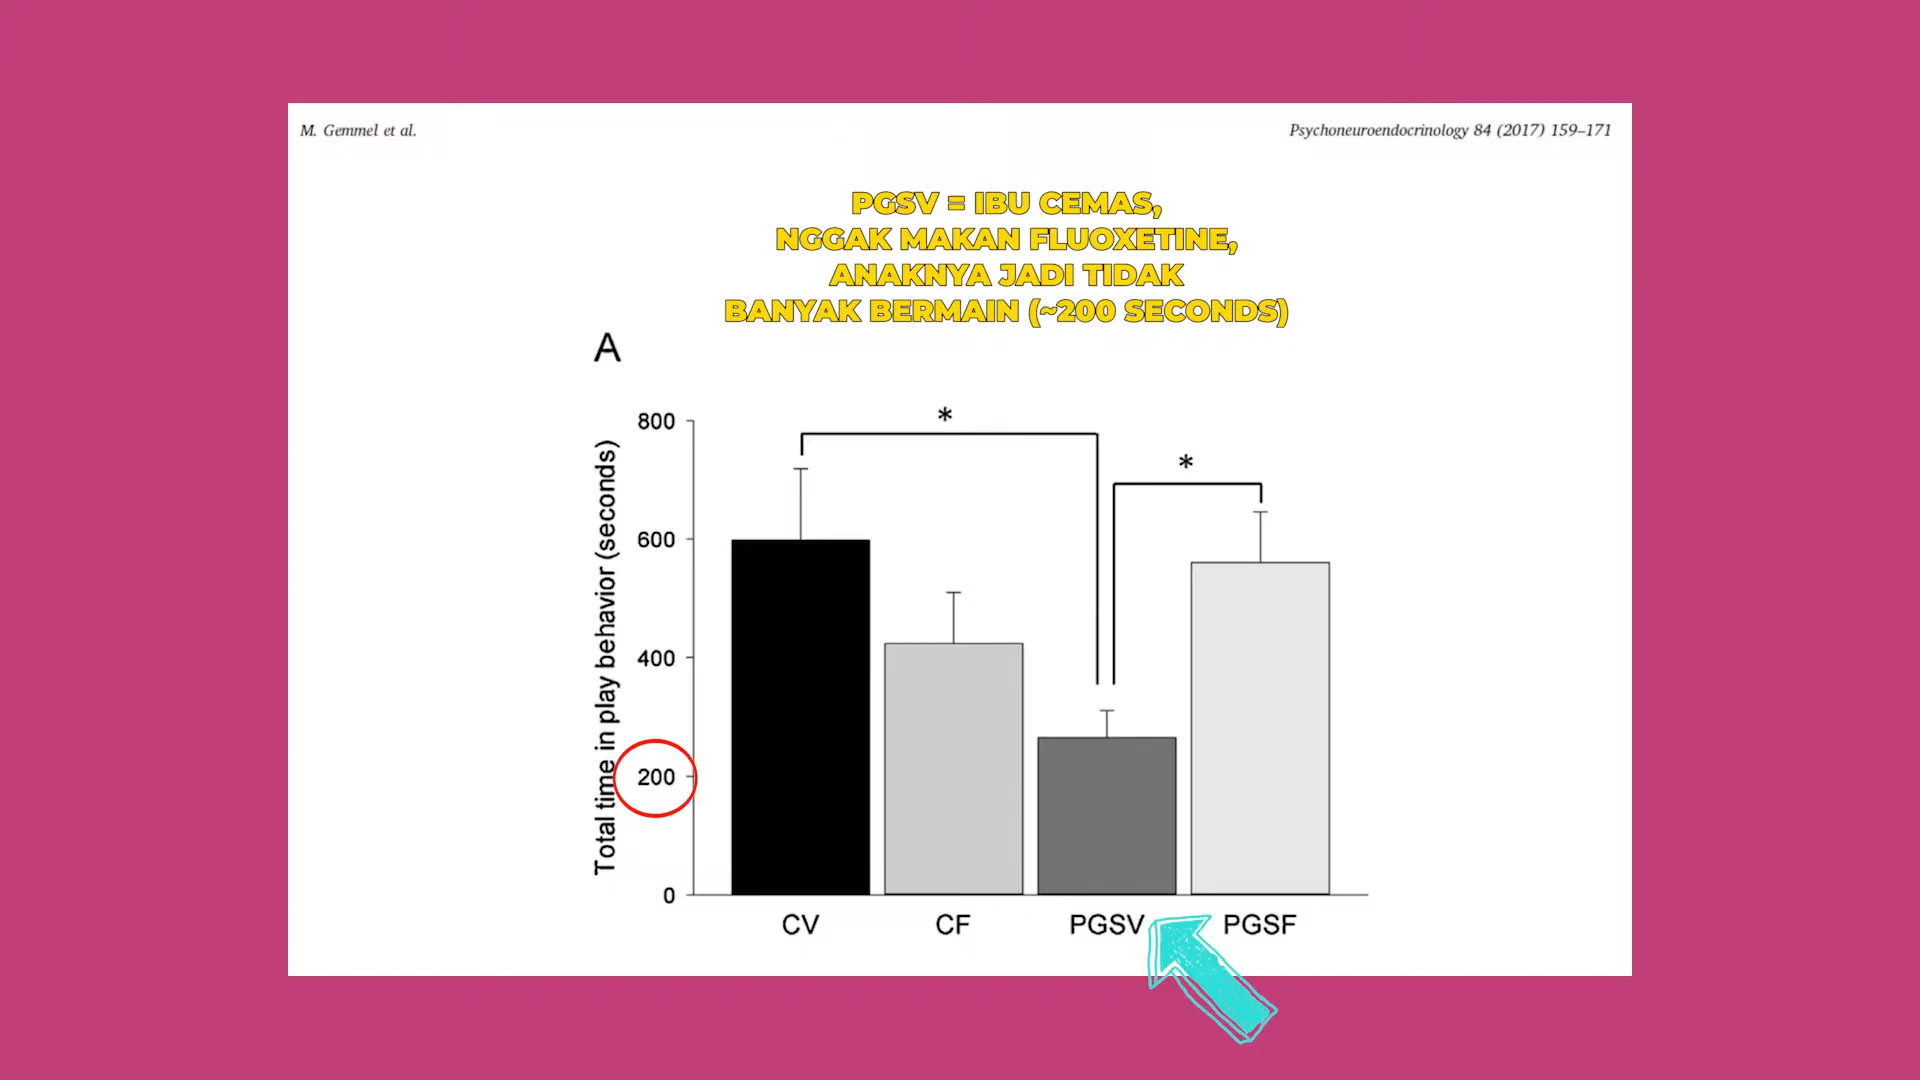 M. Gemmel et al.
Psychoneuroendocrinology 84 (2017) 159–171
PGSV = IBU CEMAS,
NGGAK MAKAN FLUOXETINE,
ANAKNYA JADI TIDAK
BANYAK BERMAIN (~200 SECONDS)
A
Total time in play behavior (seconds)
800
600
400
200
0
*
*
CV
CF
PGSV
PGSF